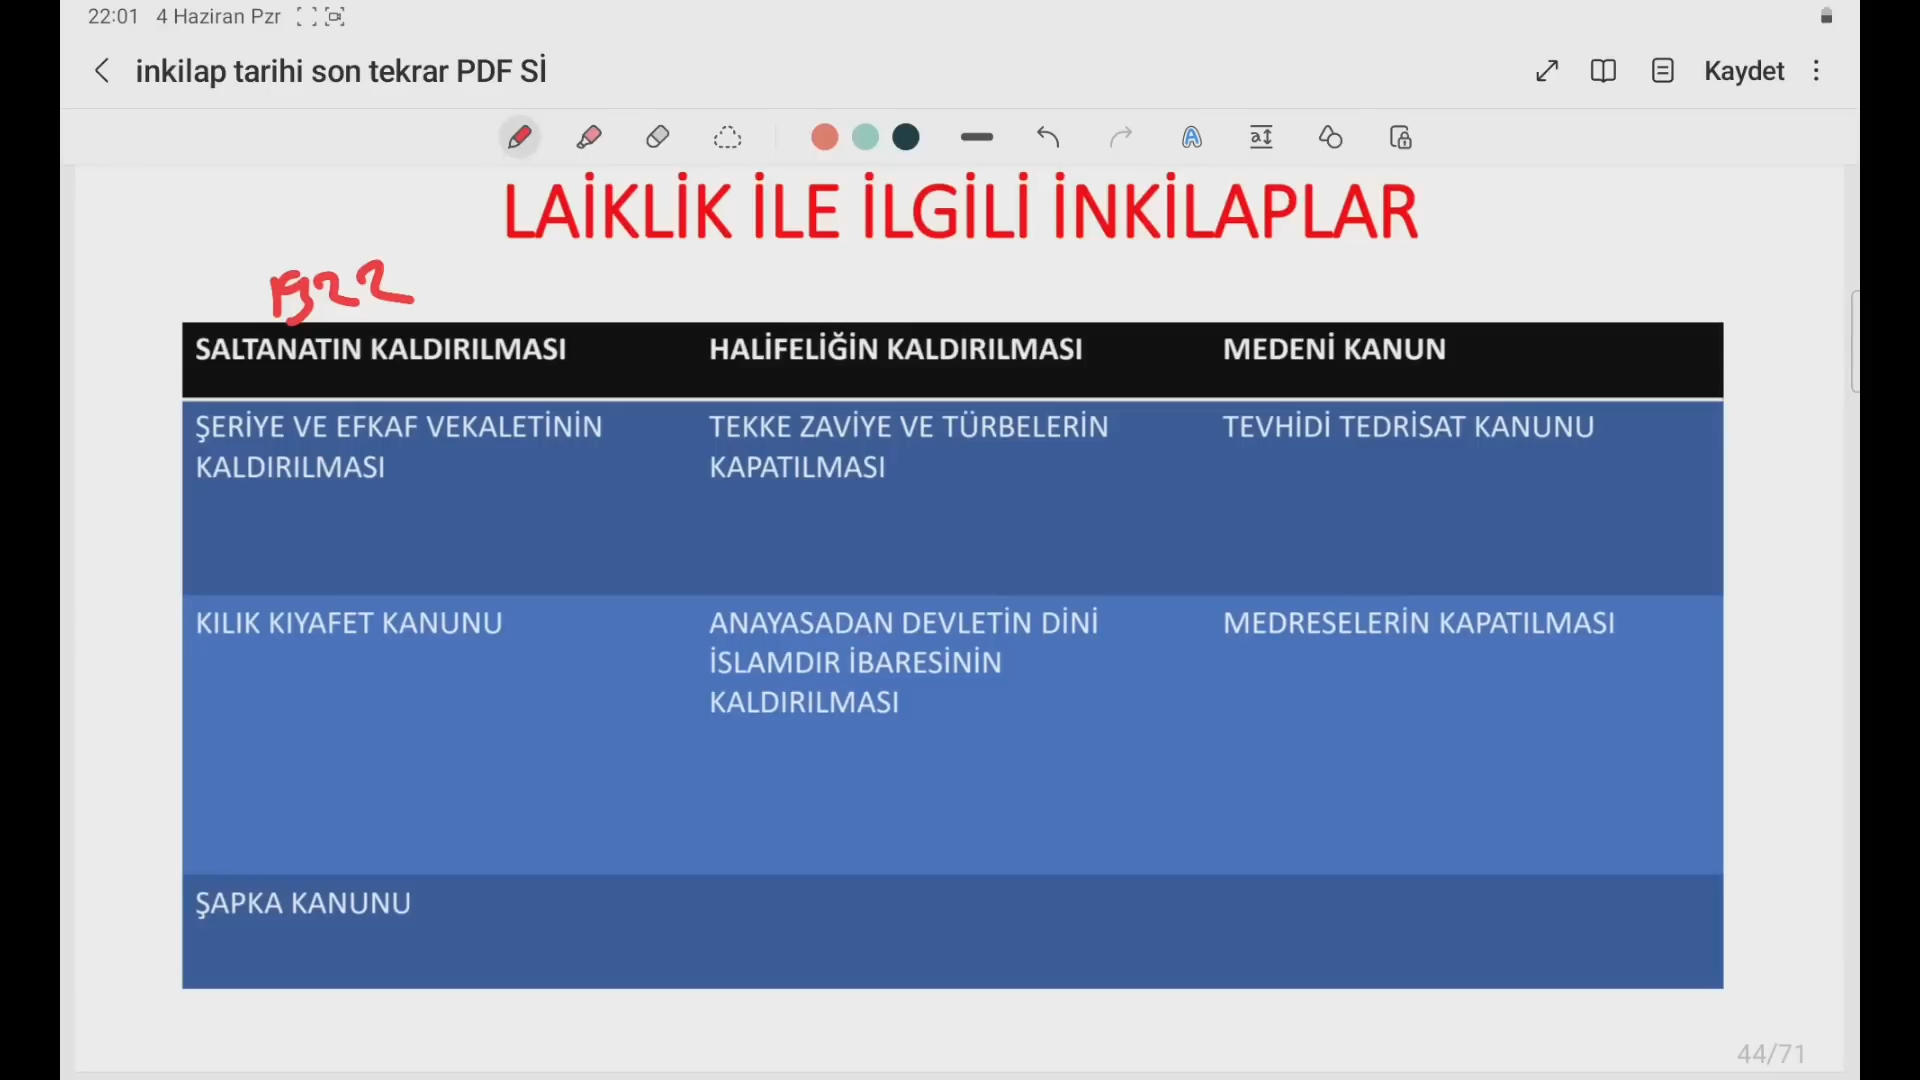 22:01 4 Haziran Pzr
inkilap tarihi son tekrar PDF Sİ
Kaydet
LAİKLİK İLE İLGİLİ İNKİLAPLAR
1922
SALTANATIN KALDIRILMASI
HALİFELİĞİN KALDIRILMASI
MEDENİ KANUN
ŞERİYE VE EFKAF VEKALETİNİN
KALDIRILMASI
TEKKE ZAVİYE VE TÜRBELERİN
KAPATILMASI
TEVHİDİ TEDRİSAT KANUNU
KILIK KIYAFET KANUNU
ANAYASADAN DEVLETİN DİNİ
İSLAMDIR İBARESİNİN
KALDIRILMASI
MEDRESELERİN KAPATILMASI
ŞAPKA KANUNU
44/71